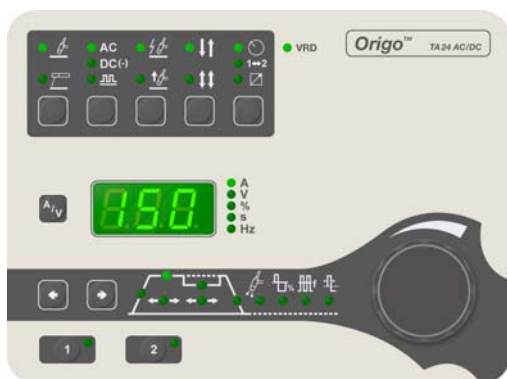 AC
DC(-)
1↔2
VRD
Origo™ TA24 AC/DC
A/V
150
A
V
%
s
Hz
%
f
1
2